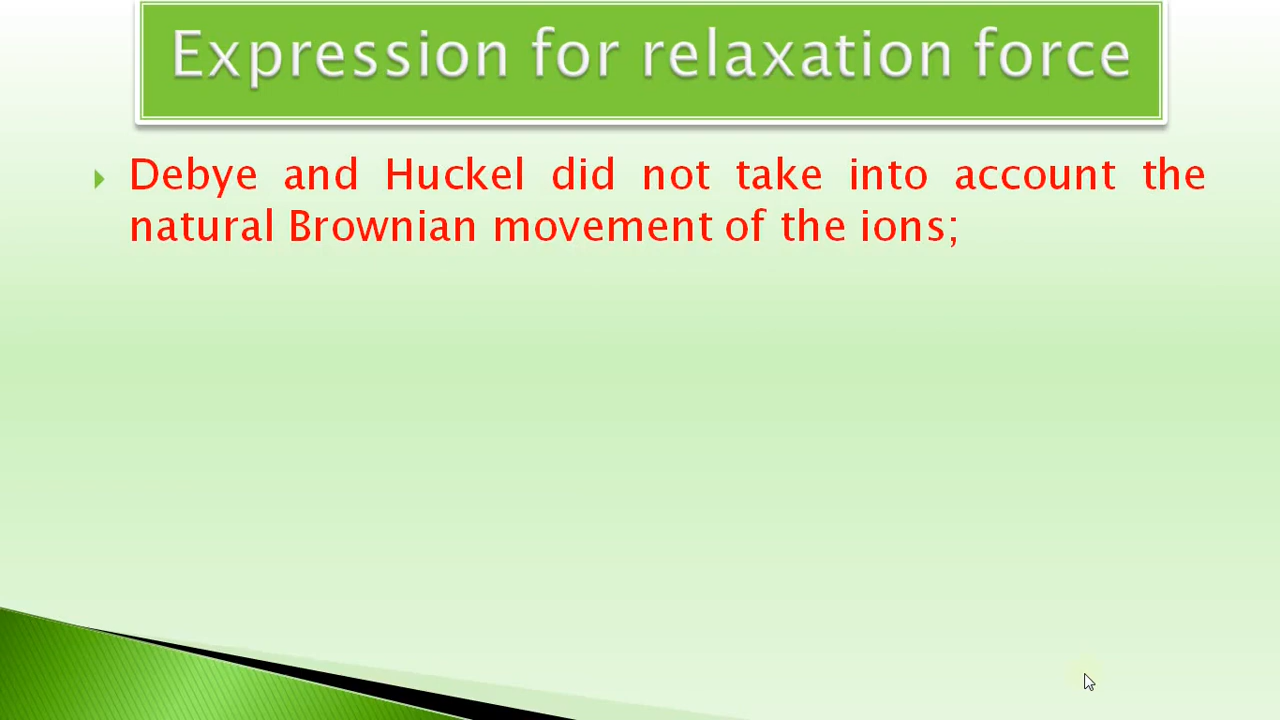 Expression for relaxation force
Debye and Huckel did not take into account the
natural Brownian movement of the ions;